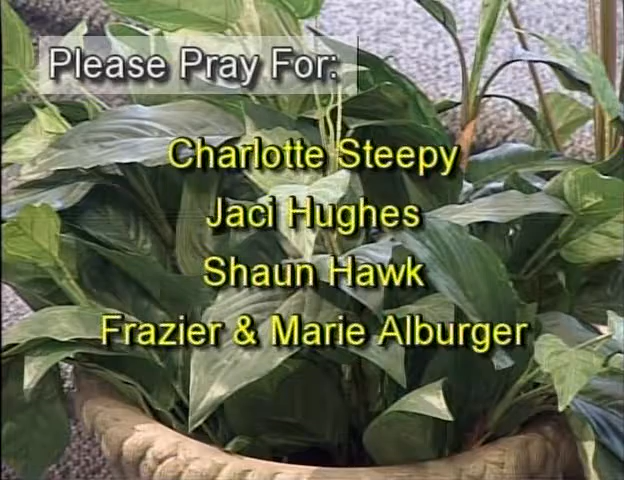 Please Pray For:
Charlotte Steepy
Jaci Hughes
Shaun Hawk
Frazier & Marie Alburger